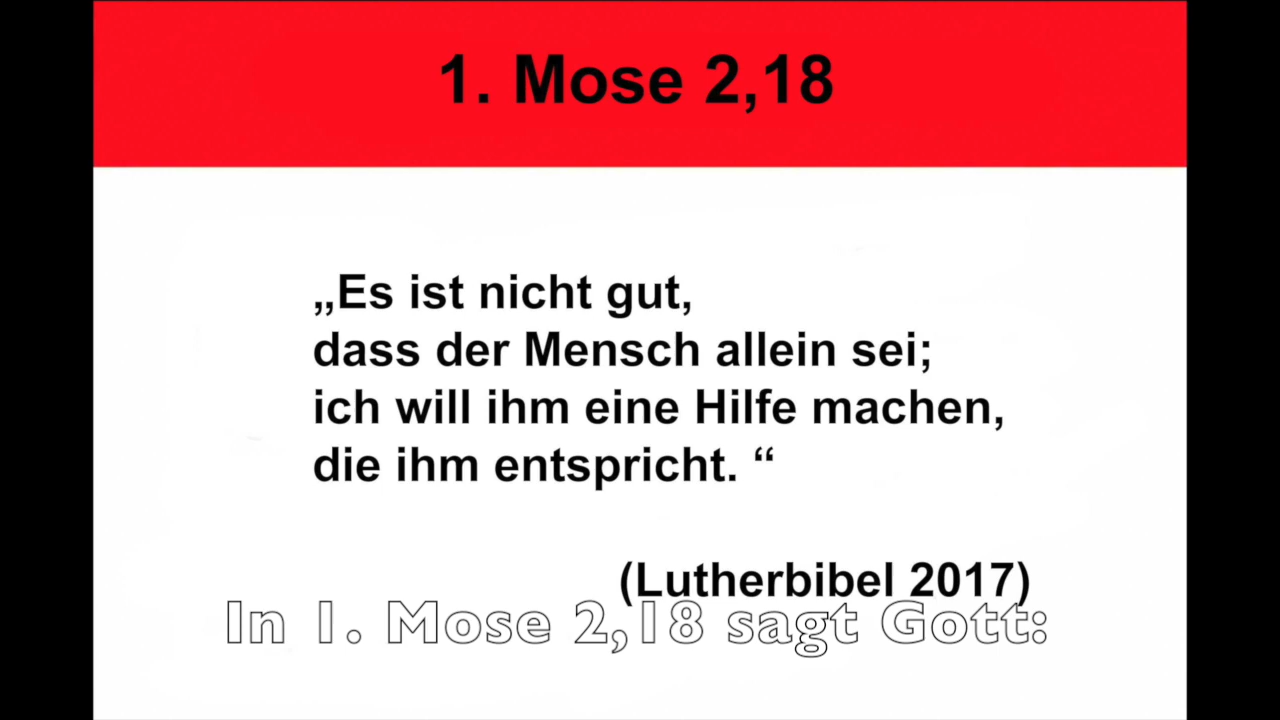 1. Mose 2,18
„Es ist nicht gut,
dass der Mensch allein sei;
ich will ihm eine Hilfe machen,
die ihm entspricht. “
(Lutherbibel 2017)
In 1. Mose 2,18 sagt Gott: